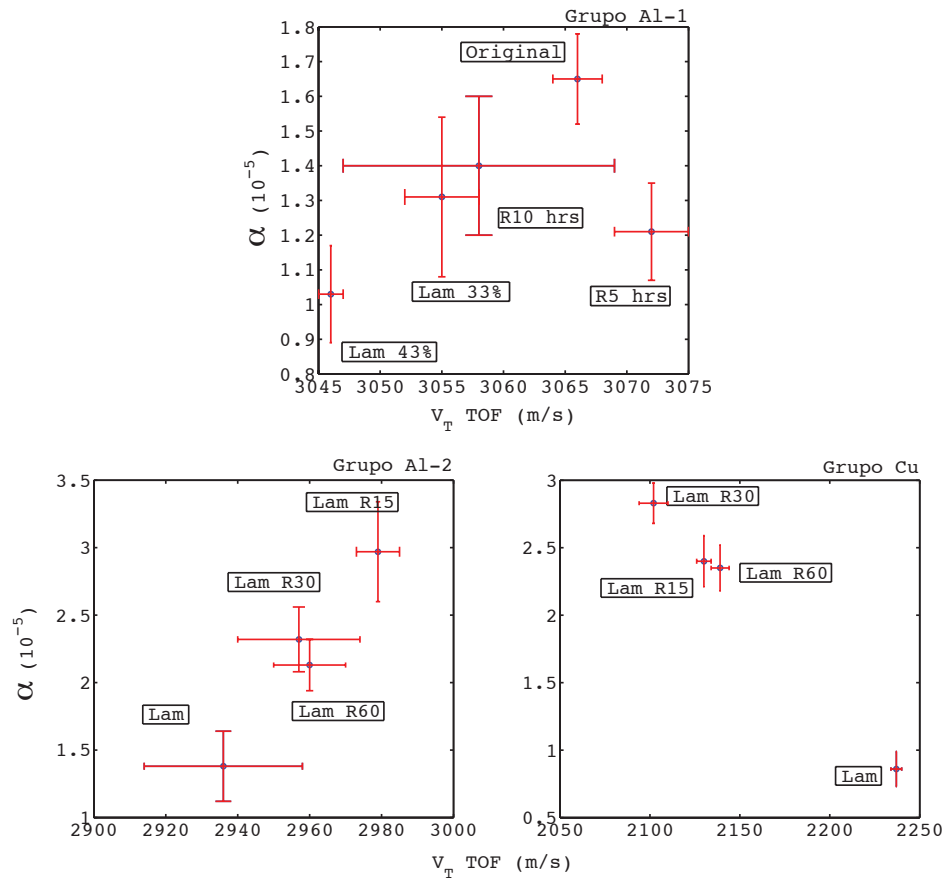 Grupo Al-1
1.8
1.7
1.6
1.5
1.4
1.3
1.2
1.1
1
0.9
0.8
α (10⁻⁵)
Original
R10 hrs
Lam 33%
R5 hrs
Lam 43%
3045 3050 3055 3060 3065 3070 3075
V_T TOF (m/s)
Grupo Al-2
3.5
3
2.5
2
1.5
1
α (10⁻⁵)
Lam R15
Lam R30
Lam R60
Lam
2900 2920 2940 2960 2980 3000
V_T TOF (m/s)
Grupo Cu
3
2.5
2
1.5
1
0.5
Lam R30
Lam R15
Lam R60
Lam
2050 2100 2150 2200 2250
V_T TOF (m/s)